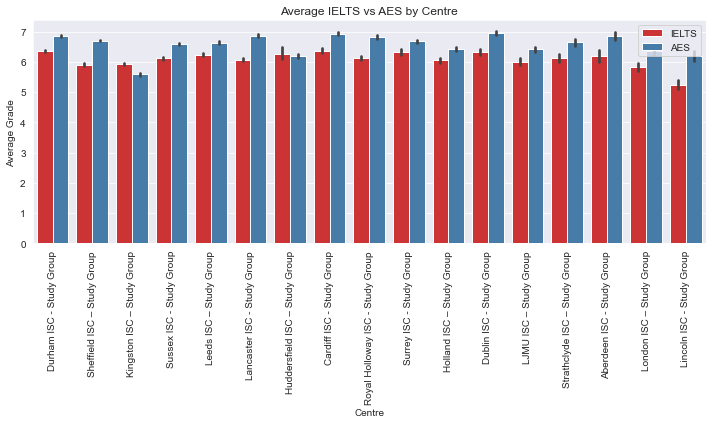 Average IELTS vs AES by Centre
IELTS
AES
Average Grade
7
6
5
4
3
2
1
0
Durham ISC - Study Group
Sheffield ISC – Study Group
Kingston ISC – Study Group
Sussex ISC - Study Group
Leeds ISC – Study Group
Lancaster ISC - Study Group
Huddersfield ISC – Study Group
Cardiff ISC - Study Group
Royal Holloway ISC - Study Group
Surrey ISC - Study Group
Holland ISC – Study Group
Dublin ISC - Study Group
LJMU ISC – Study Group
Strathclyde ISC – Study Group
Aberdeen ISC - Study Group
London ISC – Study Group
Lincoln ISC - Study Group
Centre